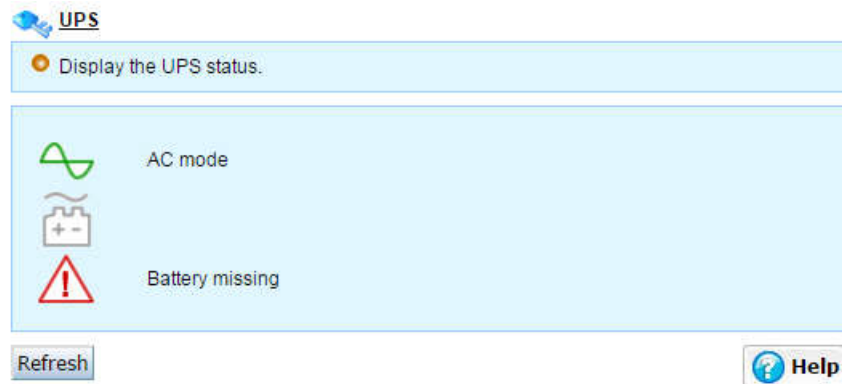 UPS
Display the UPS status.
AC mode
Battery missing
Refresh
Help